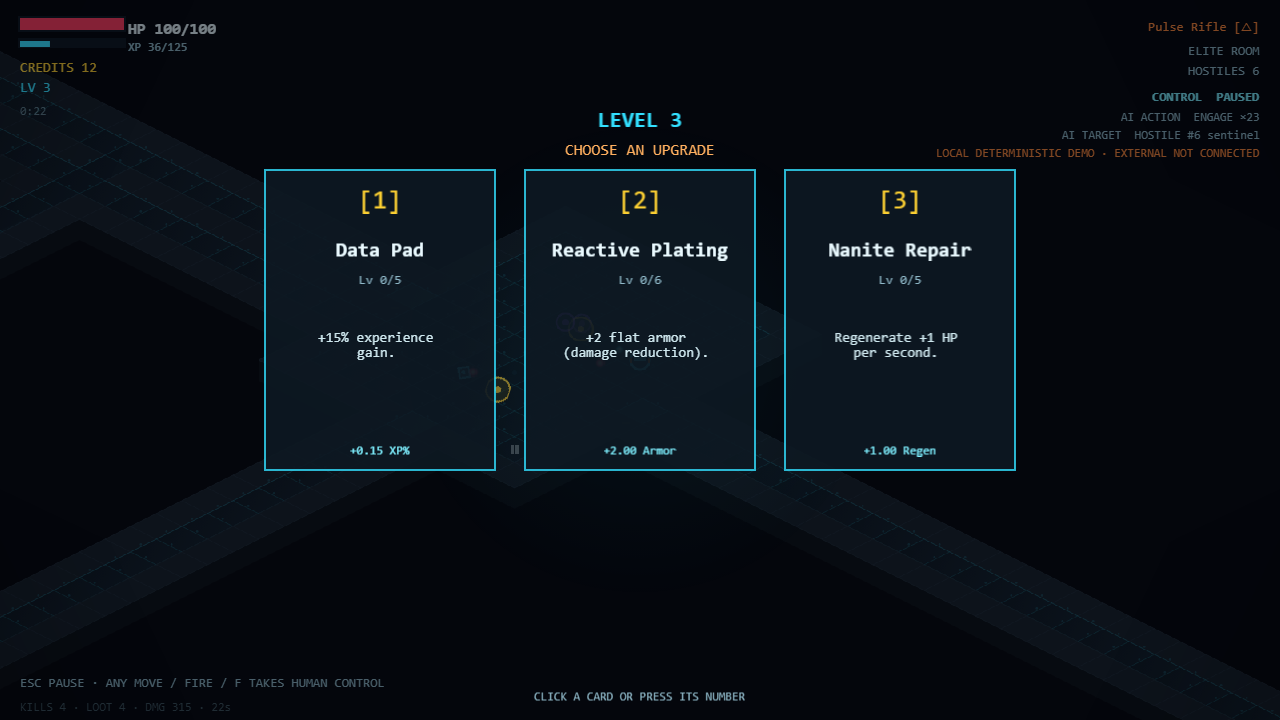 HP 100/100
XP 36/125
CREDITS 12
LV 3
0:22
Pulse Rifle [△]
ELITE ROOM
HOSTILES 6
CONTROL PAUSED
AI ACTION ENGAGE ×23
AI TARGET HOSTILE #6 sentinel
LOCAL DETERMINISTIC DEMO · EXTERNAL NOT CONNECTED
LEVEL 3
CHOOSE AN UPGRADE
[1]
Data Pad
Lv 0/5
+15% experience
gain.
+0.15 XP%
[2]
Reactive Plating
Lv 0/6
+2 flat armor
(damage reduction).
+2.00 Armor
[3]
Nanite Repair
Lv 0/5
Regenerate +1 HP
per second.
+1.00 Regen
ESC PAUSE · ANY MOVE / FIRE / F TAKES HUMAN CONTROL
KILLS 4 · LOOT 4 · DMG 315 · 22s
CLICK A CARD OR PRESS ITS NUMBER